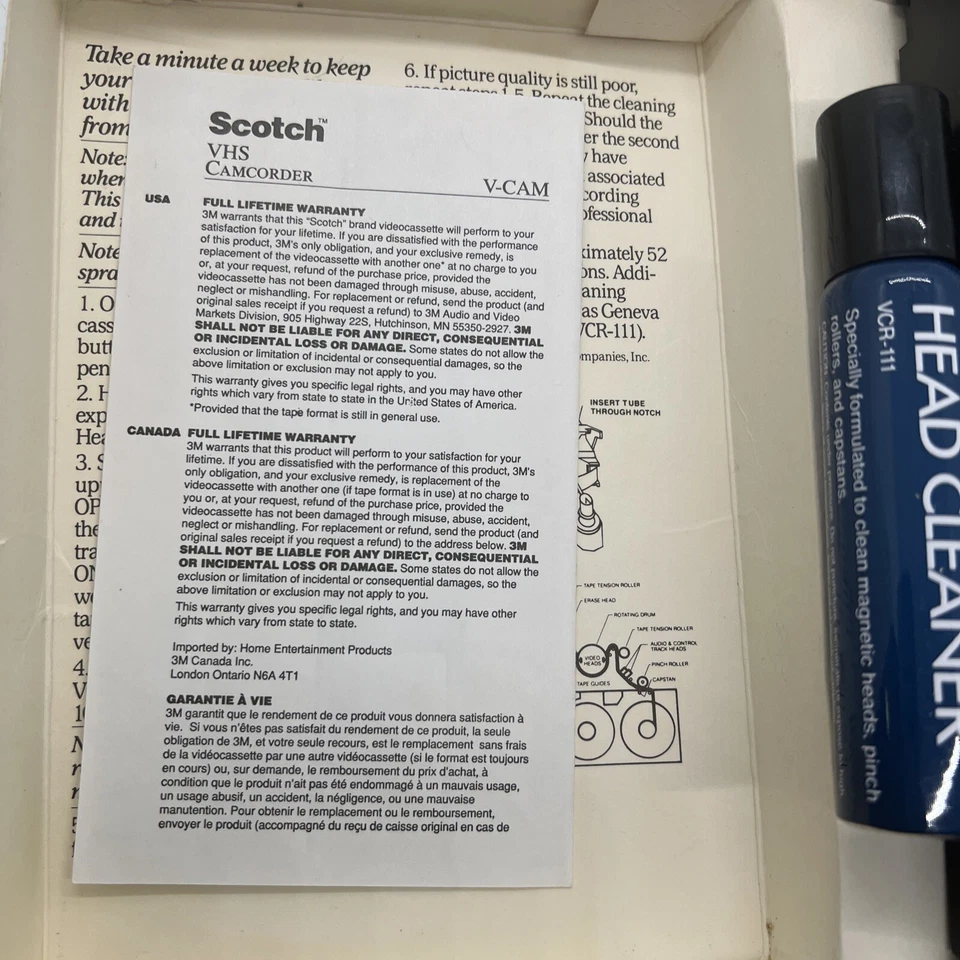 Take a minute a week to keep
your
with
from
Note:
when
This
and
Note
spra
1. O
cass
butt
pen
2. H
exp
Hea
3. S
up
OP
the
tra
ON
w
ta
ve
4.
V
6. If picture quality is still poor,
the cleaning
Should the
er the second
have
associated
cording
ofessional
ximately 52
ons. Addi-
aning
as Geneva
VCR-111).
ompanies, Inc.
INSERT TUBE
THROUGH NOTCH
TAPE TENSION ROLLER
ERASE HEAD
ROTATING DRUM
TAPE TENSION ROLLER
AUDIO & CONTROL
TRACK HEADS
VIDEO
HEADS
PINCH ROLLER
CAPSTAN
TAPE GUIDES
Scotch™
VHS
CAMCORDER
V-CAM
USA
FULL LIFETIME WARRANTY
3M warrants that this "Scotch" brand videocassette will perform to your
satisfaction for your lifetime. If you are dissatisfied with the performance
of this product, 3M's only obligation, and your exclusive remedy, is
replacement of the videocassette with another one* at no charge to you
or, at your request, refund of the purchase price, provided the
videocassette has not been damaged through misuse, abuse, accident,
neglect or mishandling. For replacement or refund, send the product (and
original sales receipt if you request a refund) to 3M Audio and Video
Markets Division, 905 Highway 22S, Hutchinson, MN 55350-2927. 3M
SHALL NOT BE LIABLE FOR ANY DIRECT, CONSEQUENTIAL
OR INCIDENTAL LOSS OR DAMAGE. Some states do not allow the
exclusion or limitation of incidental or consequential damages, so the
above limitation or exclusion may not apply to you.
This warranty gives you specific legal rights, and you may have other
rights which vary from state to state in the United States of America.
*Provided that the tape format is still in general use.
CANADA FULL LIFETIME WARRANTY
3M warrants that this product will perform to your satisfaction for your
lifetime. If you are dissatisfied with the performance of this product, 3M's
only obligation, and your exclusive remedy, is replacement of the
videocassette with another one (if tape format is in use) at no charge to
you or, at your request, refund of the purchase price, provided the
videocassette has not been damaged through misuse, abuse, accident,
neglect or mishandling. For replacement or refund, send the product (and
original sales receipt if you request a refund) to the address below. 3M
SHALL NOT BE LIABLE FOR ANY DIRECT, CONSEQUENTIAL
OR INCIDENTAL LOSS OR DAMAGE. Some states do not allow the
exclusion or limitation of incidental or consequential damages, so the
above limitation or exclusion may not apply to you.
This warranty gives you specific legal rights, and you may have other
rights which vary from state to state.
Imported by: Home Entertainment Products
3M Canada Inc.
London Ontario N6A 4T1
GARANTIE À VIE
3M garantit que le rendement de ce produit vous donnera satisfaction à
vie. Si vous n'êtes pas satisfait du rendement de ce produit, la seule
obligation de 3M, et votre seule recours, est le remplacement sans frais
de la vidéocassette par une autre vidéocassette (si le format est toujours
en cours) ou, sur demande, le remboursement du prix d'achat, à
condition que le produit n'ait pas été endommagé à un mauvais usage,
un usage abusif, un accident, la négligence, ou une mauvaise
manutention. Pour obtenir le remplacement ou le remboursement,
envoyer le produit (accompagné du reçu de caisse original en cas de
HEAD CLEANER
VCR-111
Specially formulated to clean magnetic heads, pinch
rollers, and capstans.